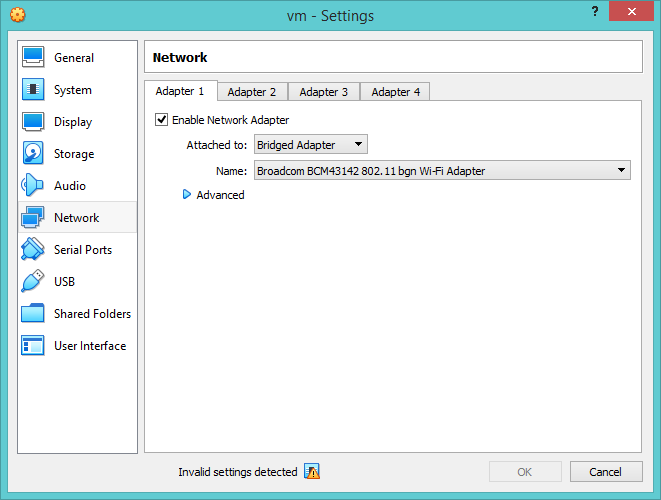 vm - Settings
?
General
System
Display
Storage
Audio
Network
Serial Ports
USB
Shared Folders
User Interface
Network
Adapter 1 Adapter 2 Adapter 3 Adapter 4
Enable Network Adapter
Attached to: Bridged Adapter
Name: Broadcom BCM43142 802.11 bgn Wi-Fi Adapter
Advanced
Invalid settings detected
OK Cancel